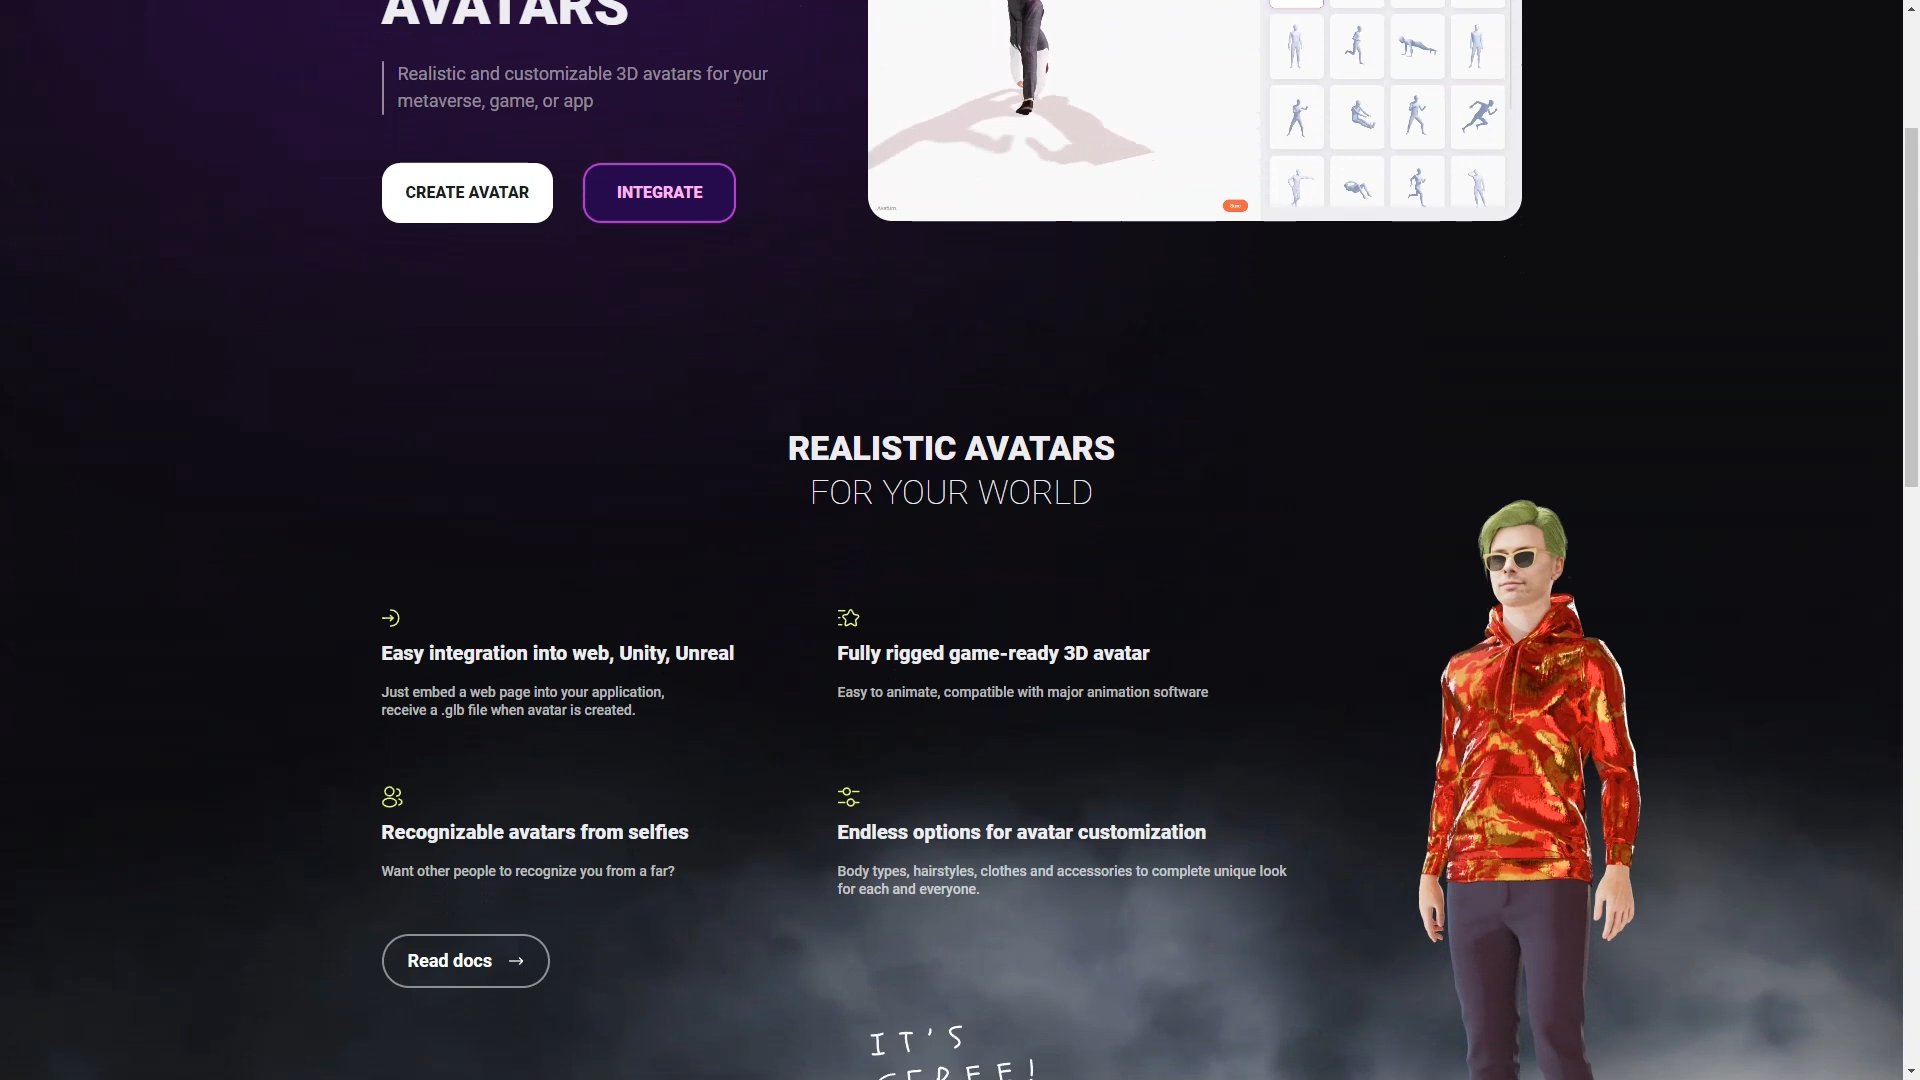 AVATARS
Realistic and customizable 3D avatars for your
metaverse, game, or app
CREATE AVATAR
INTEGRATE
Avaturn
REALISTIC AVATARS
FOR YOUR WORLD
Easy integration into web, Unity, Unreal
Just embed a web page into your application,
receive a .glb file when avatar is created.
Fully rigged game-ready 3D avatar
Easy to animate, compatible with major animation software
Recognizable avatars from selfies
Want other people to recognize you from a far?
Endless options for avatar customization
Body types, hairstyles, clothes and accessories to complete unique look
for each and everyone.
Read docs →
IT'S